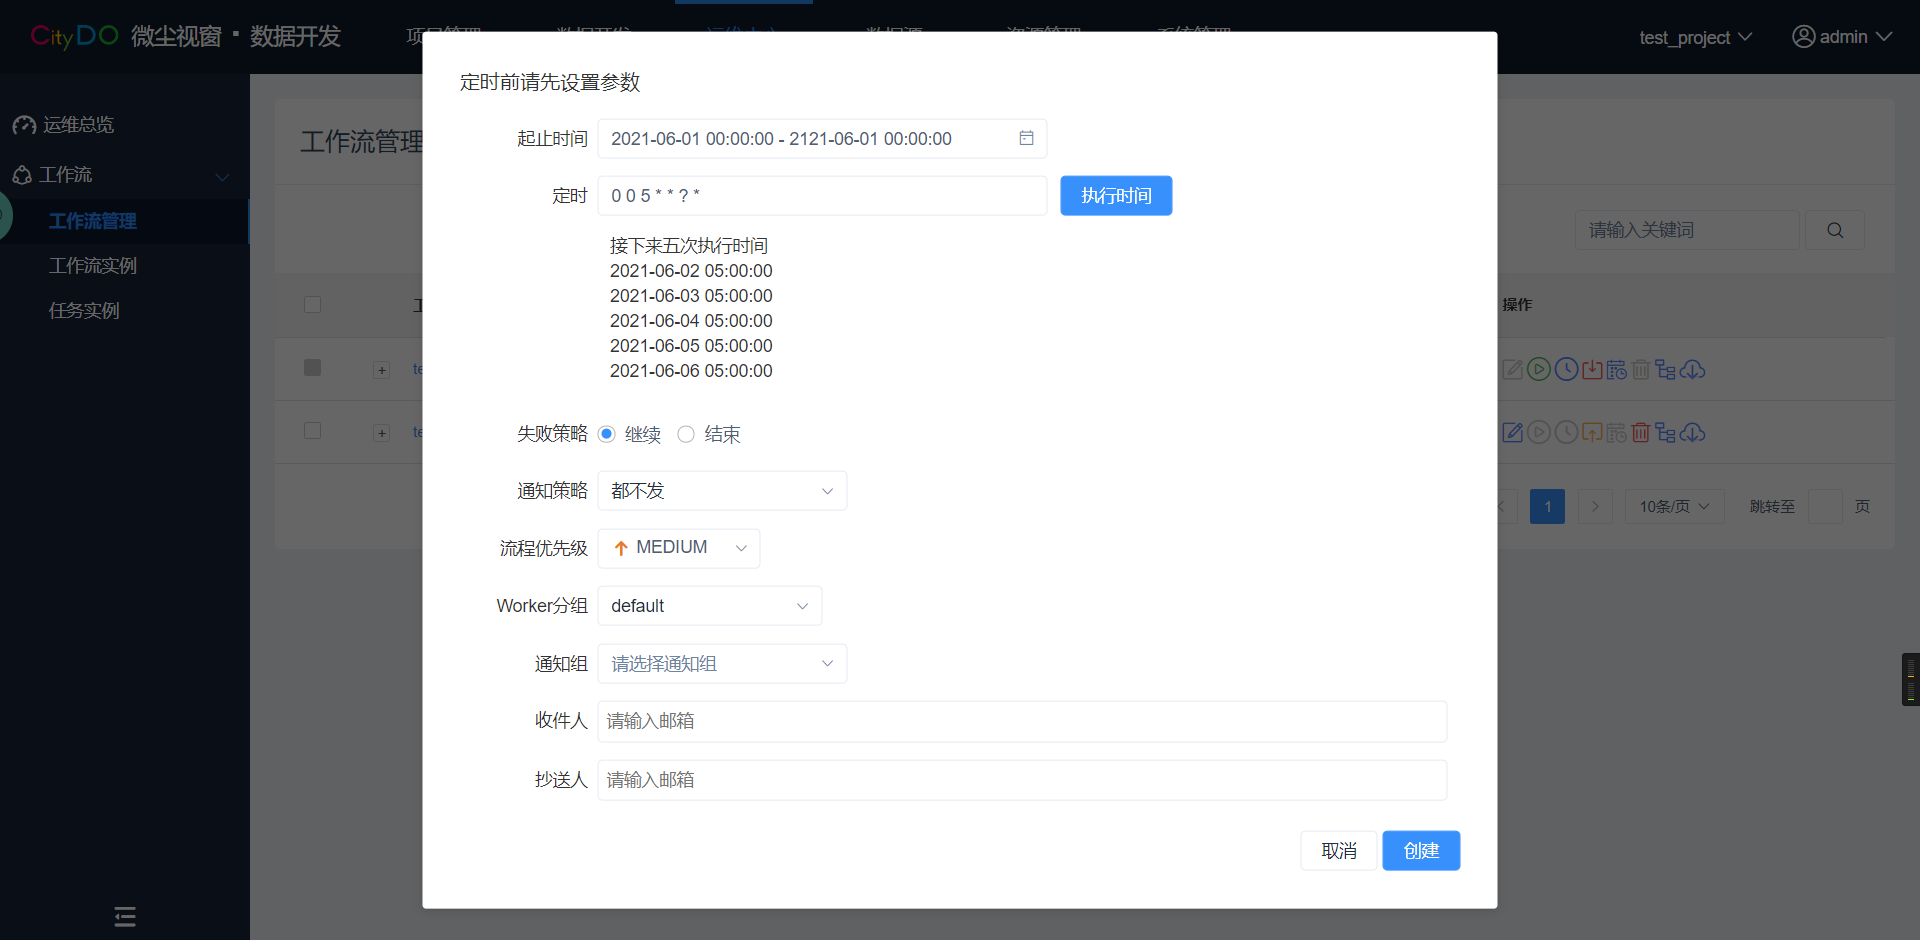 CityDO 微尘视窗·数据开发
test_project
admin
运维总览
工作流
工作流管理
工作流实例
任务实例
工作流管理
请输入关键词
操作
te
te
1
10条/页
跳转至
页
定时前请先设置参数
起止时间 2021-06-01 00:00:00 - 2121-06-01 00:00:00
定时 0 0 5 * * ? * 执行时间
接下来五次执行时间
2021-06-02 05:00:00
2021-06-03 05:00:00
2021-06-04 05:00:00
2021-06-05 05:00:00
2021-06-06 05:00:00
失败策略 继续 结束
通知策略 都不发
流程优先级 MEDIUM
Worker分组 default
通知组 请选择通知组
收件人 请输入邮箱
抄送人 请输入邮箱
取消 创建